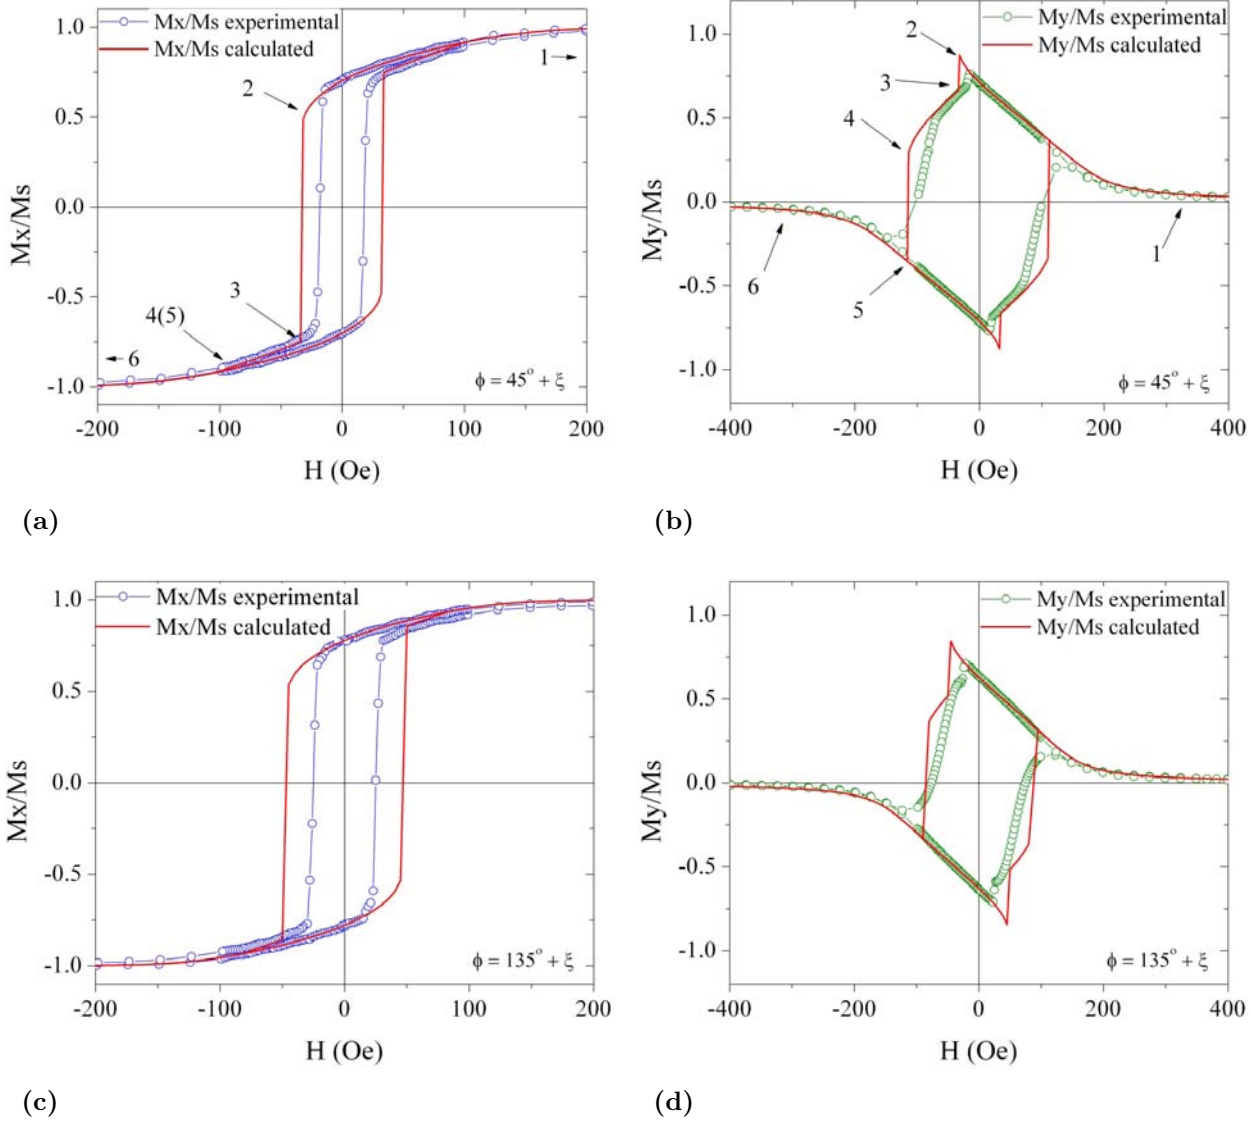 Mx/Ms experimental
Mx/Ms calculated
1.0
0.5
0.0
-0.5
-1.0
Mx/Ms
1
2
3
4(5)
6
ϕ = 45° + ξ
-200 -100 0 100 200
H (Oe)
(a)
My/Ms experimental
My/Ms calculated
1.0
0.5
0.0
-0.5
-1.0
My/Ms
2
3
4
1
6
5
ϕ = 45° + ξ
-400 -200 0 200 400
H (Oe)
(b)
Mx/Ms experimental
Mx/Ms calculated
1.0
0.5
0.0
-0.5
-1.0
Mx/Ms
ϕ = 135° + ξ
-200 -100 0 100 200
H (Oe)
(c)
My/Ms experimental
My/Ms calculated
1.0
0.5
0.0
-0.5
-1.0
My/Ms
ϕ = 135° + ξ
-400 -200 0 200 400
H (Oe)
(d)